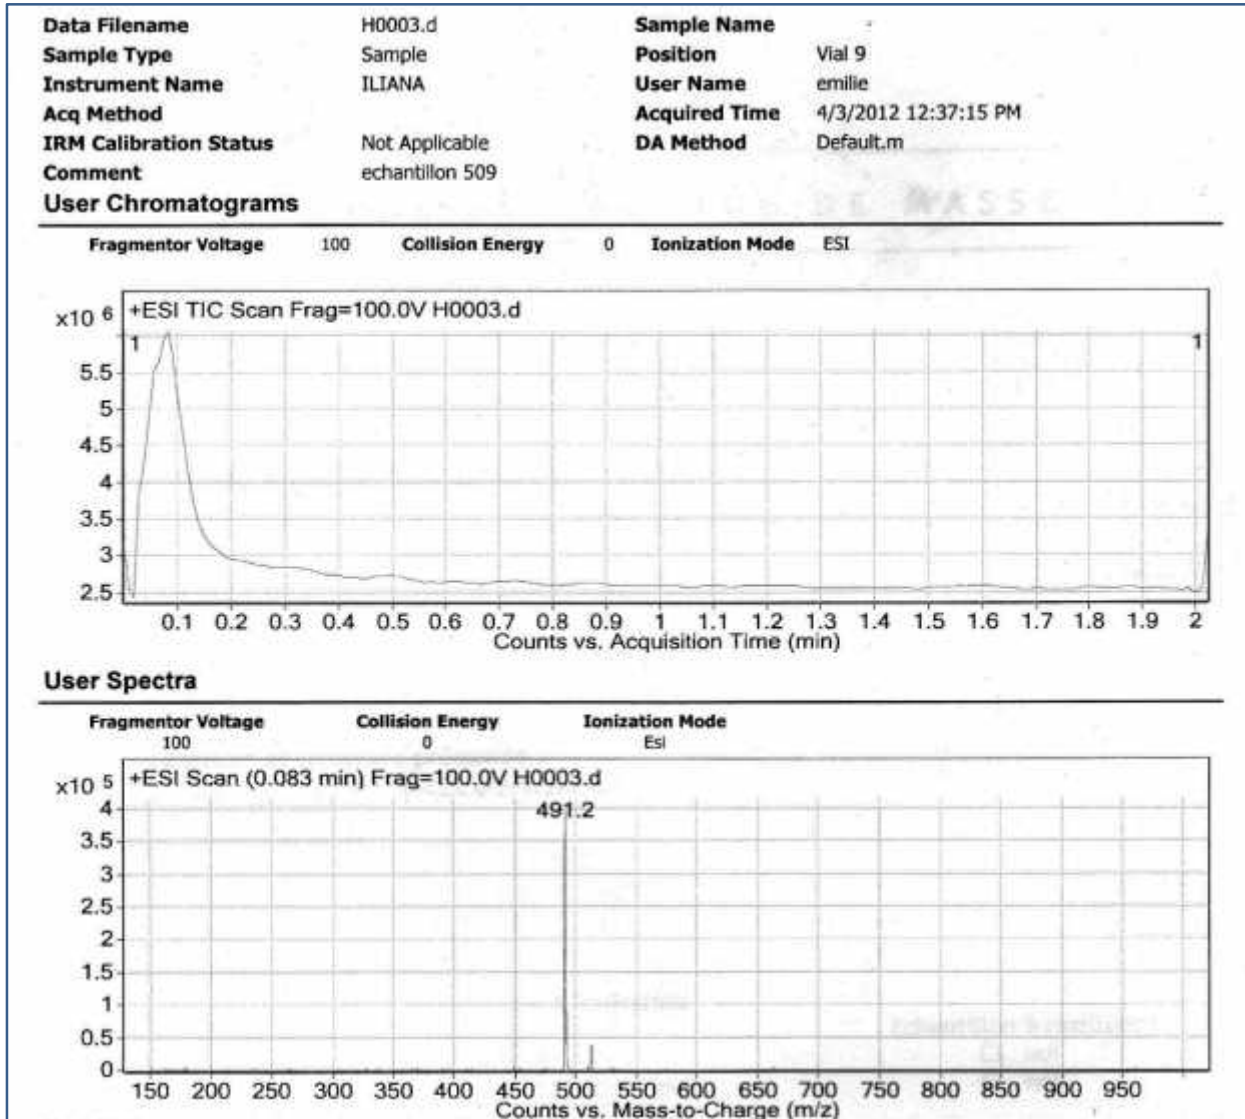 Data Filename H0003.d Sample Name
Sample Type Sample Position Vial 9
Instrument Name ILIANA User Name emilie
Acq Method Acquired Time 4/3/2012 12:37:15 PM
IRM Calibration Status Not Applicable DA Method Default.m
Comment echantillon 509
User Chromatograms
Fragmentor Voltage 100 Collision Energy 0 Ionization Mode ESI
x10 6 +ESI TIC Scan Frag=100.0V H0003.d
1 1
5.5
5
4.5
4
3.5
3
2.5
0.1 0.2 0.3 0.4 0.5 0.6 0.7 0.8 0.9 1 1.1 1.2 1.3 1.4 1.5 1.6 1.7 1.8 1.9 2
Counts vs. Acquisition Time (min)
User Spectra
Fragmentor Voltage Collision Energy Ionization Mode
100 0 Esi
x10 5 +ESI Scan (0.083 min) Frag=100.0V H0003.d
4 491.2
3.5
3
2.5
2
1.5
1
0.5
0
150 200 250 300 350 400 450 500 550 600 650 700 750 800 850 900 950
Counts vs. Mass-to-Charge (m/z)